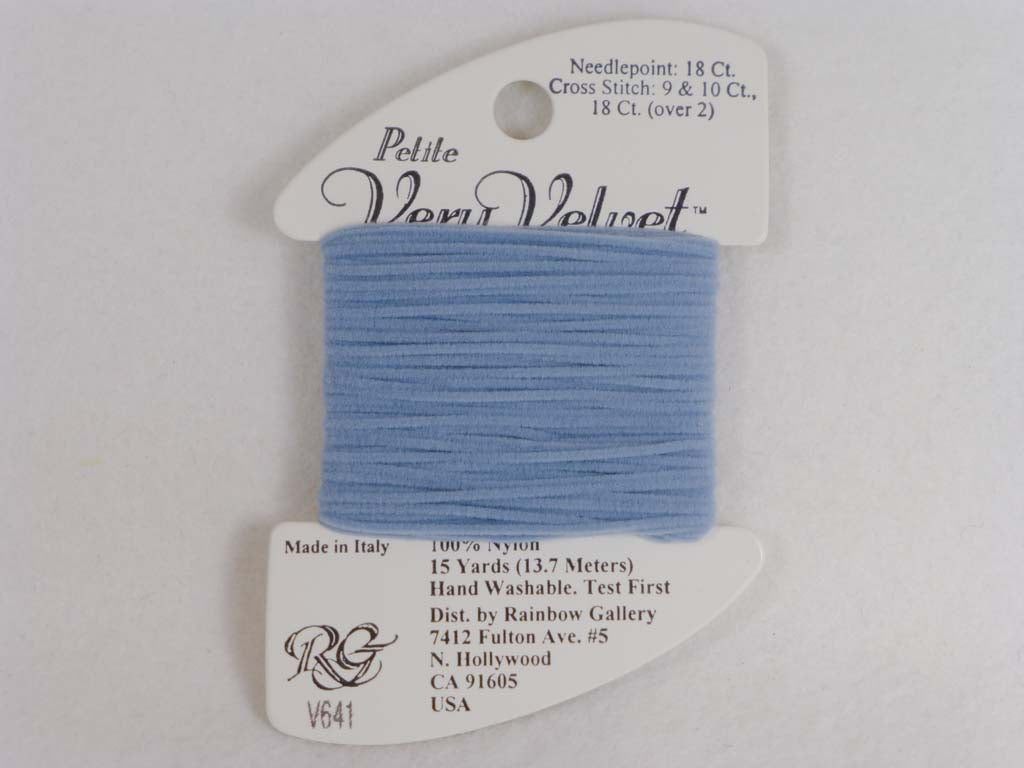 Needlepoint: 18 Ct.
Cross Stitch: 9 & 10 Ct.,
18 Ct. (over 2)
Petite
Very Velvet™
Made in Italy
100% Nylon
15 Yards (13.7 Meters)
Hand Washable. Test First
Dist. by Rainbow Gallery
7412 Fulton Ave. #5
N. Hollywood
CA 91605
USA
RG
V641